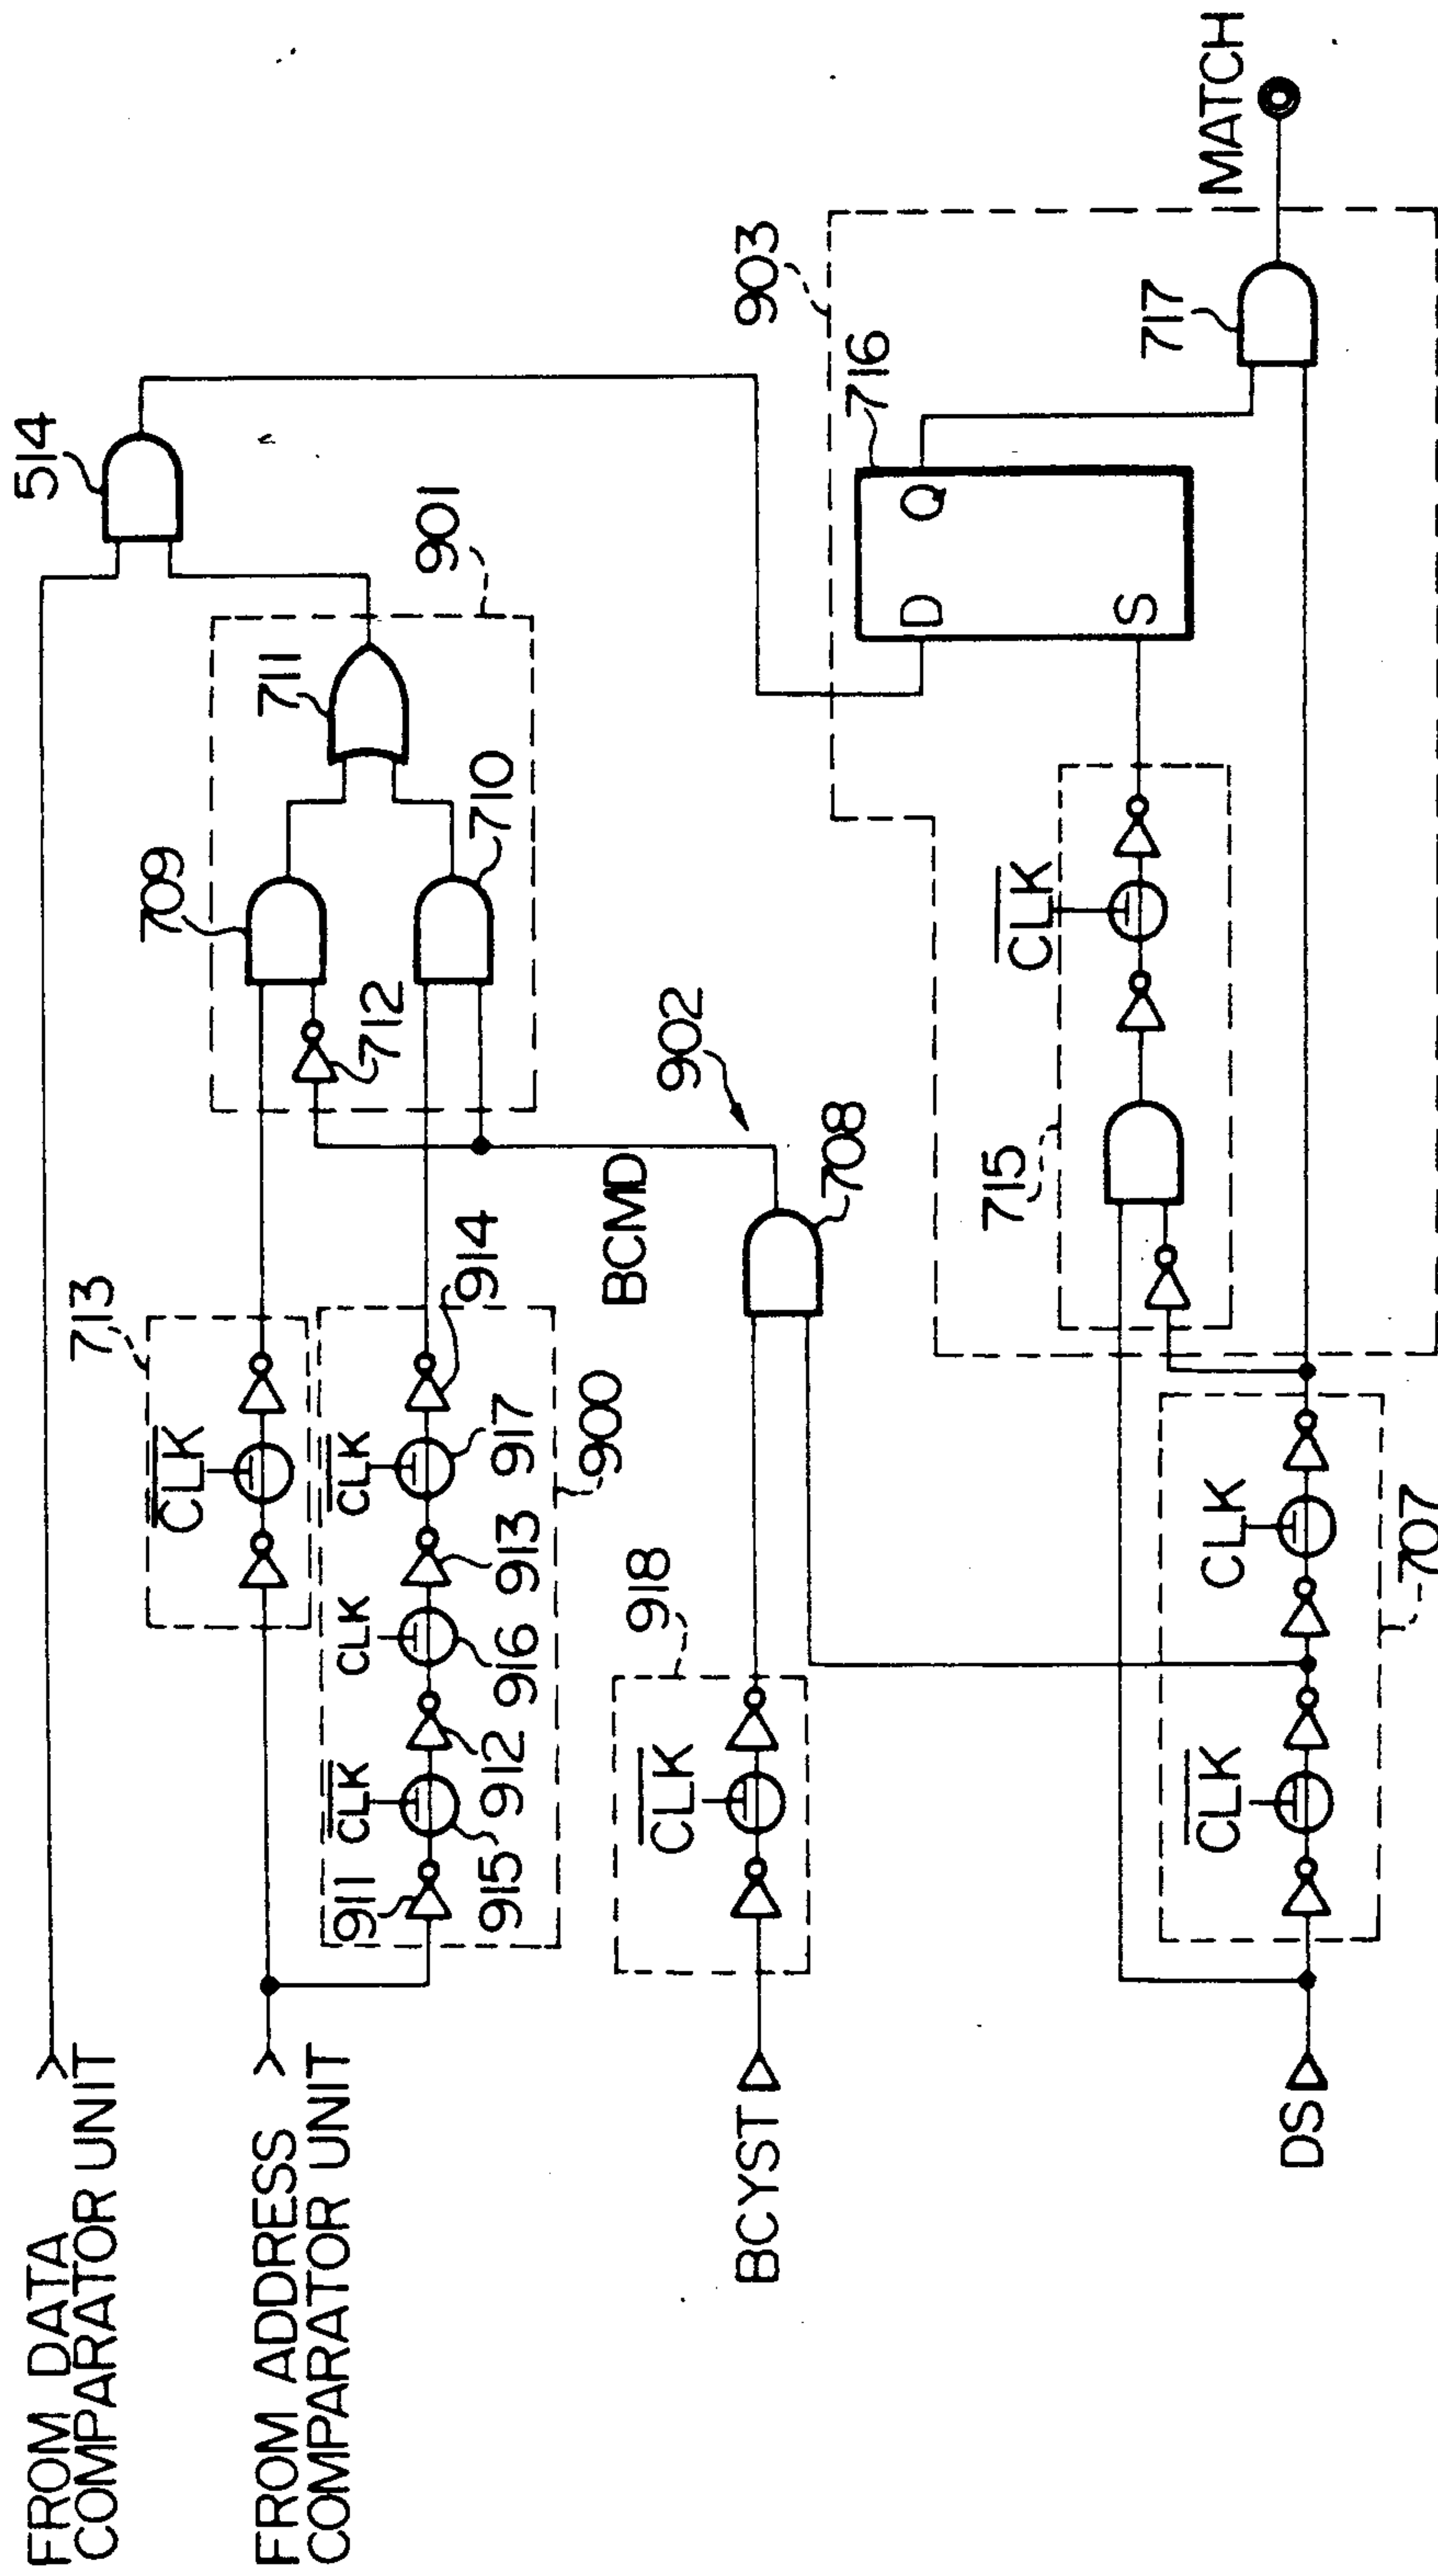 FROM DATA
COMPARATOR UNIT
FROM ADDRESS
COMPARATOR UNIT
BCYST
DS
514
901
711
709
710
712
713
CLK
CLK
CLK
CLK
911
915
912
916
913
917
914
900
BCMD
902
708
918
CLK
903
716
D
Q
S
717
MATCH
715
CLK
CLK
CLK
707